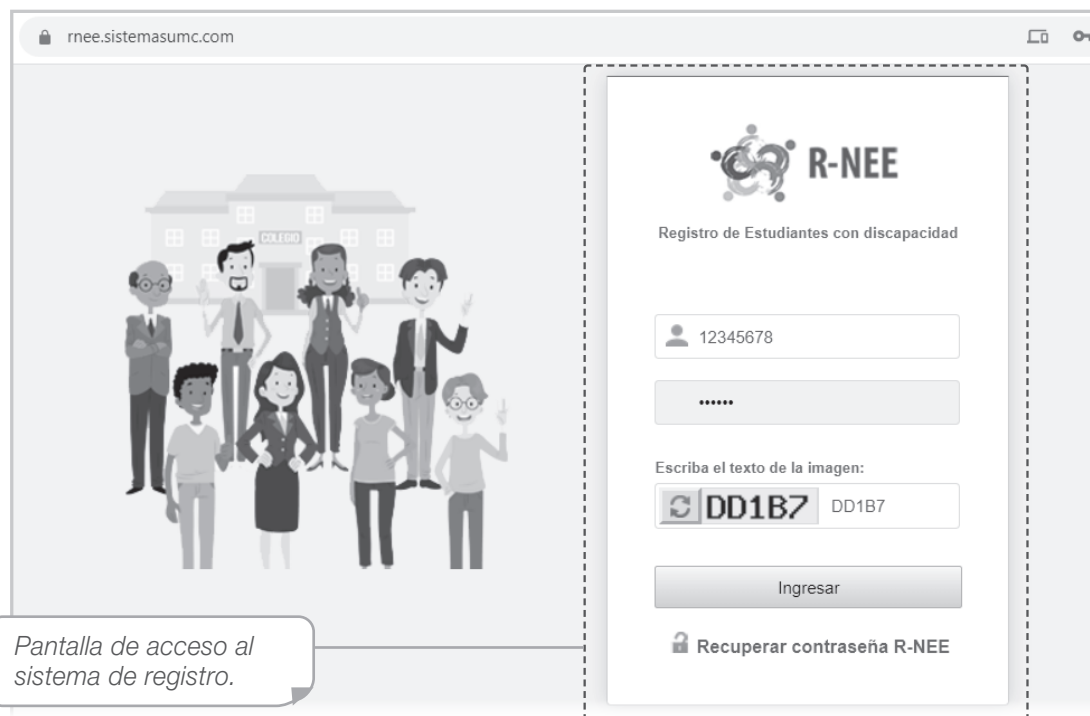 rnee.sistemasumc.com
COLEGIO
R-NEE
Registro de Estudiantes con discapacidad
12345678
••••••
Escriba el texto de la imagen:
DD1B7 DD1B7
Ingresar
Recuperar contraseña R-NEE
Pantalla de acceso al
sistema de registro.